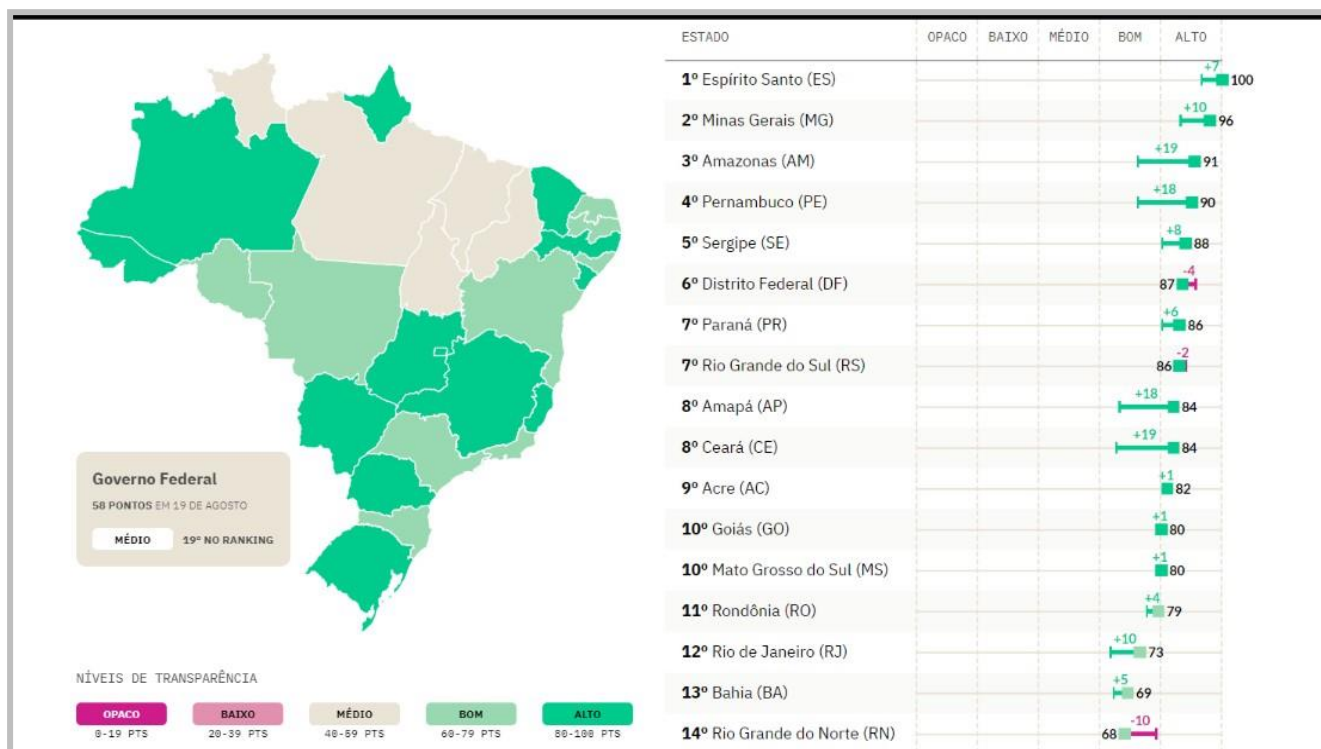 ESTADO OPACO BAIXO MÉDIO BOM ALTO
1º Espírito Santo (ES) +7 100
2º Minas Gerais (MG) +10 96
3º Amazonas (AM) +19 91
4º Pernambuco (PE) +18 90
5º Sergipe (SE) +8 88
6º Distrito Federal (DF) 87 -4
7º Paraná (PR) +6 86
7º Rio Grande do Sul (RS) 86 -2
8º Amapá (AP) +18 84
8º Ceará (CE) +19 84
9º Acre (AC) +1 82
10º Goiás (GO) +1 80
10º Mato Grosso do Sul (MS) +1 80
11º Rondônia (RO) +4 79
12º Rio de Janeiro (RJ) +10 73
13º Bahia (BA) +5 69
14º Rio Grande do Norte (RN) 68 -10
Governo Federal
58 PONTOS EM 19 DE AGOSTO
MÉDIO 19º NO RANKING
NÍVEIS DE TRANSPARÊNCIA
OPACO BAIXO MÉDIO BOM ALTO
0-19 PTS 20-39 PTS 40-59 PTS 60-79 PTS 80-100 PTS